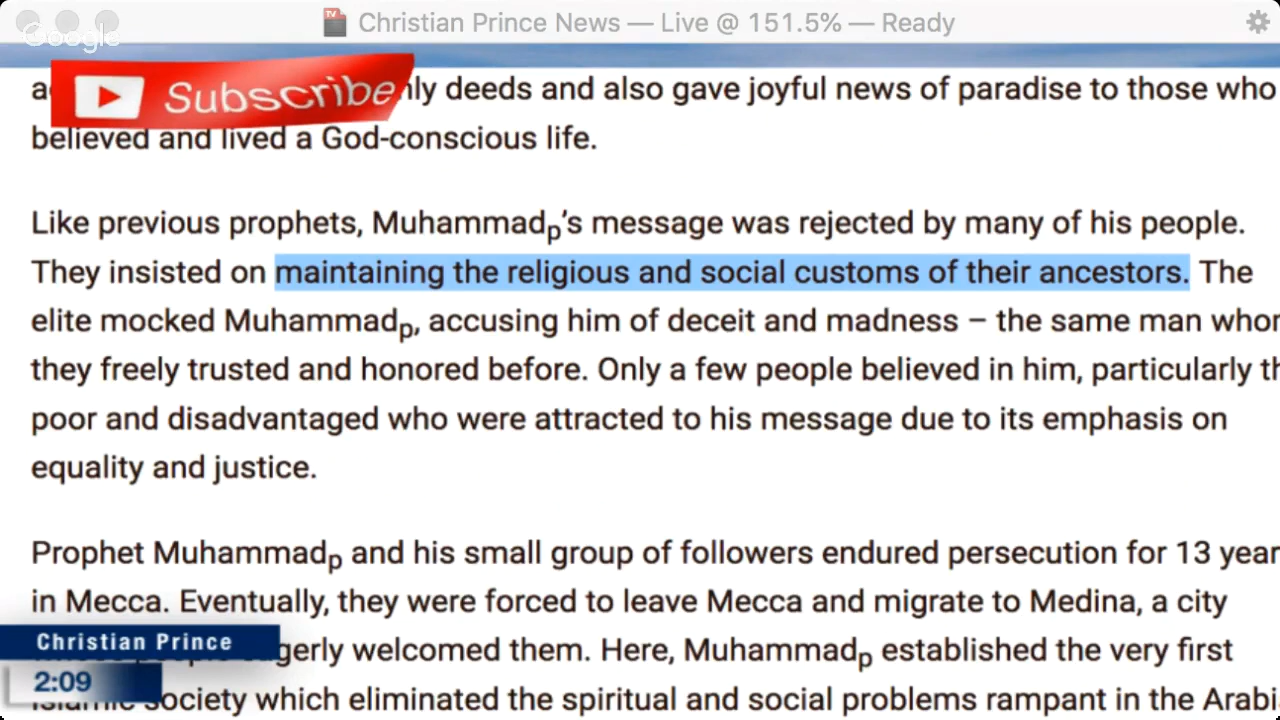 Christian Prince News — Live @ 151.5% — Ready
Google
TV
Subscribe
deeds and also gave joyful news of paradise to those who
believed and lived a God-conscious life.
Like previous prophets, Muhammadp's message was rejected by many of his people.
They insisted on maintaining the religious and social customs of their ancestors. The
elite mocked Muhammadp, accusing him of deceit and madness – the same man
they freely trusted and honored before. Only a few people believed in him, particularly
poor and disadvantaged who were attracted to his message due to its emphasis on
equality and justice.
Prophet Muhammadp and his small group of followers endured persecution for 13
in Mecca. Eventually, they were forced to leave Mecca and migrate to Medina, a city
Christian Prince
welcomed them. Here, Muhammadp established the very first
2:09
which eliminated the spiritual and social problems rampant in the